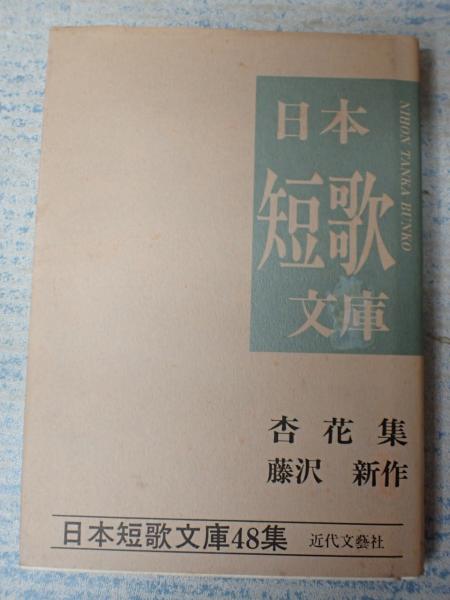 日本
短歌
文庫
NIHON TANKA BUNKO
杏花集
藤沢 新作
日本短歌文庫48集 近代文藝社